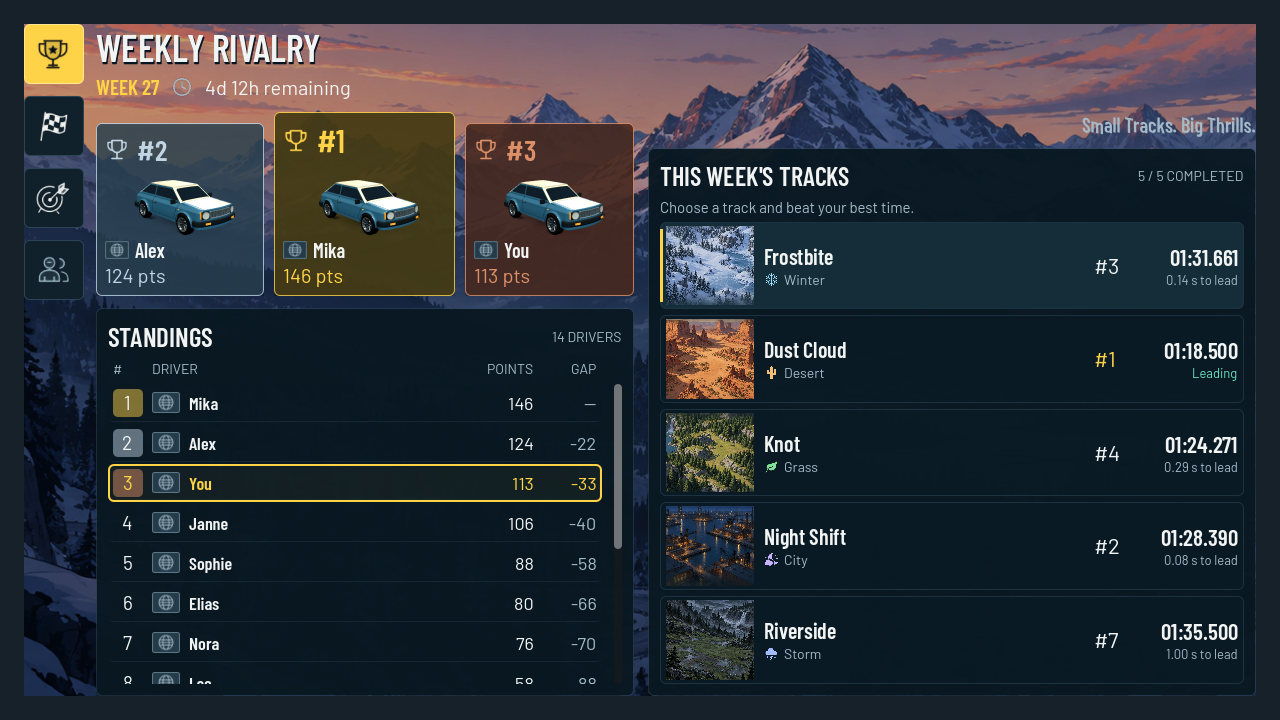 WEEKLY RIVALRY
WEEK 27 4d 12h remaining
Small Tracks. Big Thrills.
#2
Alex
124 pts
#1
Mika
146 pts
#3
You
113 pts
STANDINGS 14 DRIVERS
# DRIVER POINTS GAP
1 Mika 146 —
2 Alex 124 -22
3 You 113 -33
4 Janne 106 -40
5 Sophie 88 -58
6 Elias 80 -66
7 Nora 76 -70
8 58 -88
THIS WEEK'S TRACKS 5 / 5 COMPLETED
Choose a track and beat your best time.
Frostbite #3 01:31.661
Winter 0.14 s to lead
Dust Cloud #1 01:18.500
Desert Leading
Knot #4 01:24.271
Grass 0.29 s to lead
Night Shift #2 01:28.390
City 0.08 s to lead
Riverside #7 01:35.500
Storm 1.00 s to lead